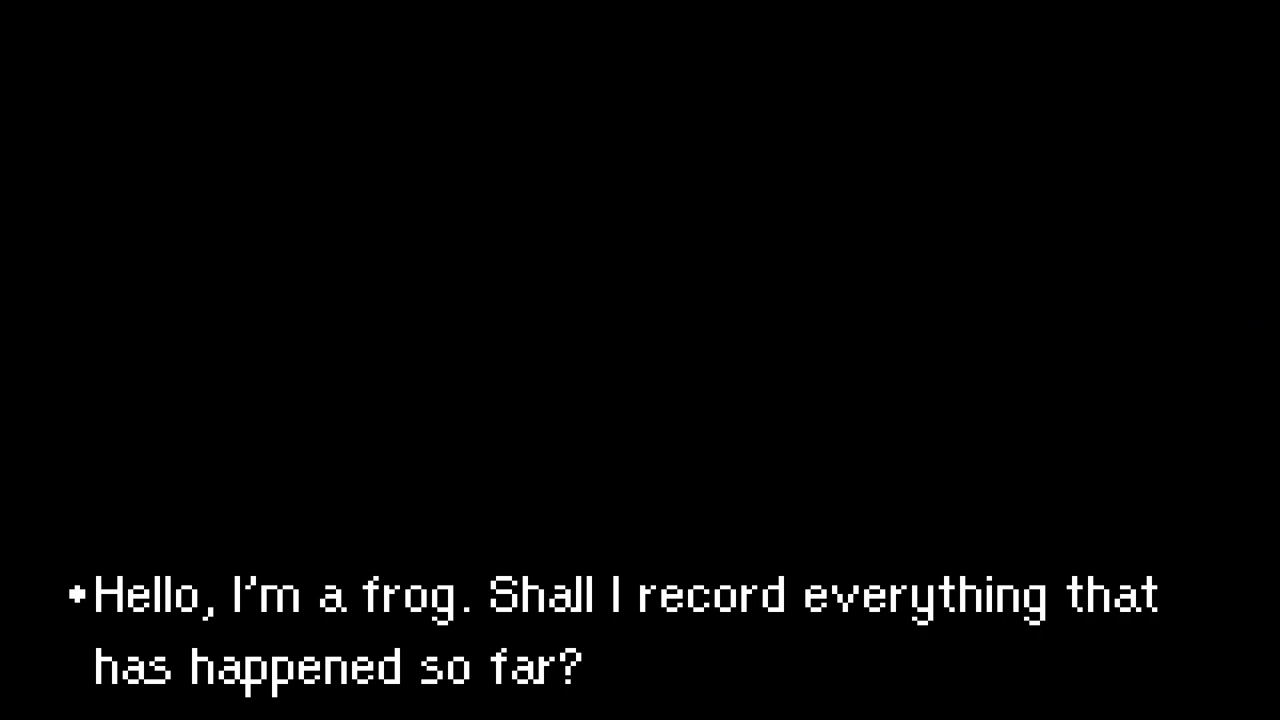 •Hello, I'm a frog. Shall I record everything that
has happened so far?